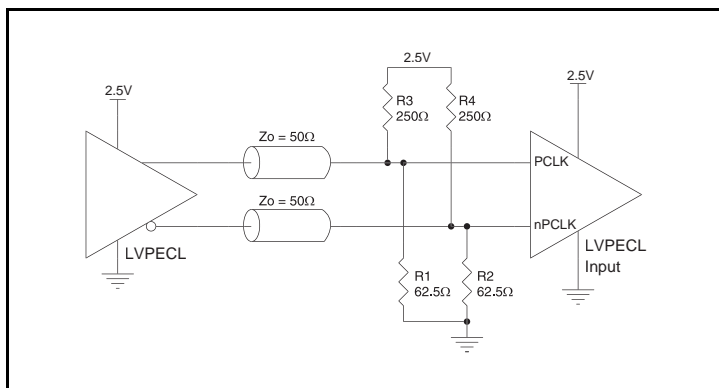 2.5V
2.5V
2.5V
R3
250Ω
R4
250Ω
Zo = 50Ω
PCLK
Zo = 50Ω
nPCLK
LVPECL
LVPECL
Input
R1
62.5Ω
R2
62.5Ω